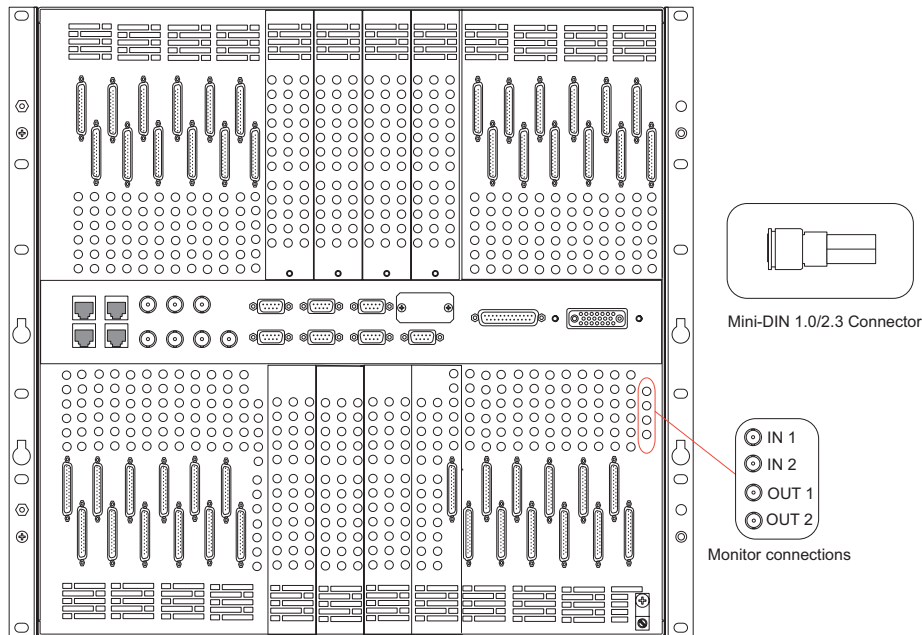 Mini-DIN 1.0/2.3 Connector
IN 1
IN 2
OUT 1
OUT 2
Monitor connections